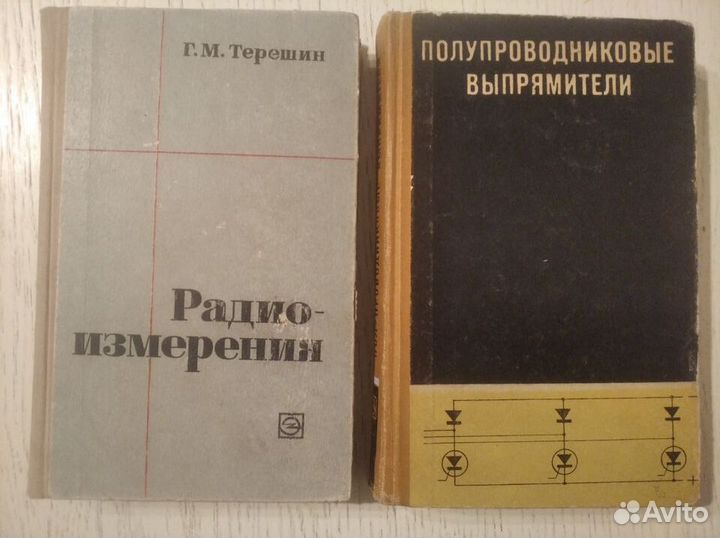 Г.М. Терешин
Радио-
измерения
ПОЛУПРОВОДНИКОВЫЕ
ВЫПРЯМИТЕЛИ
Avito